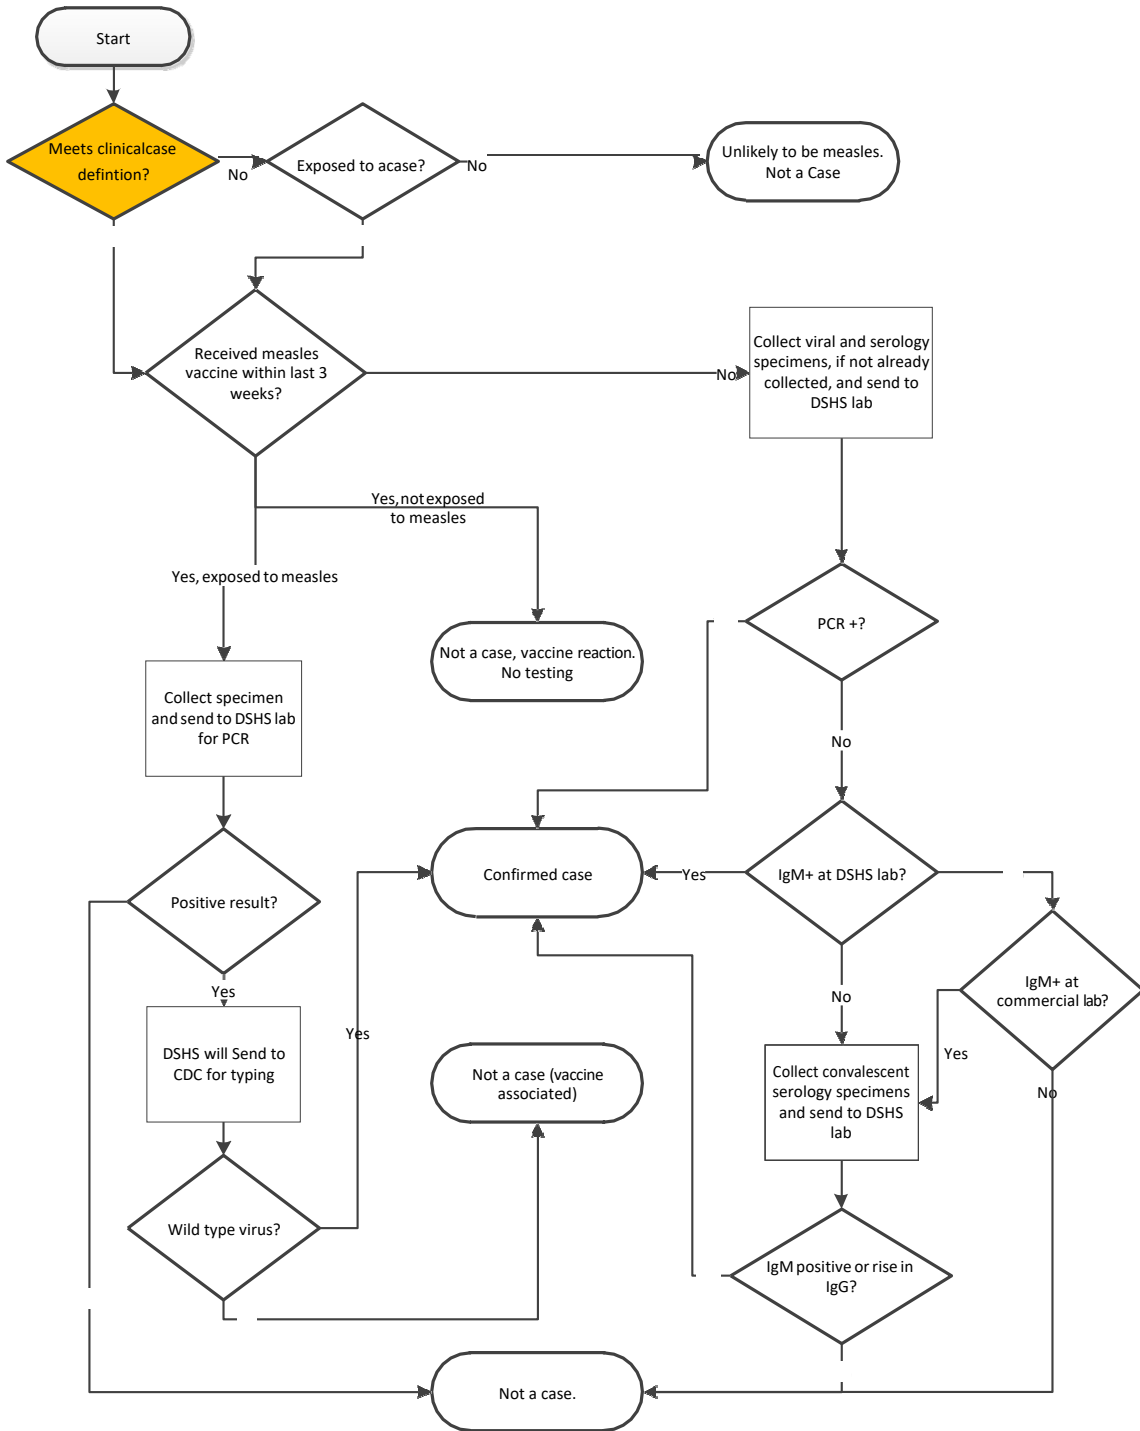 Start
Meets clinicalcase
defintion?
No
Exposed to acase?
No
Unlikely to be measles.
Not a Case
Received measles
vaccine within last 3
weeks?
No
Collect viral and serology
specimens, if not already
collected, and send to
DSHS lab
Yes, not exposed
to measles
Yes, exposed to measles
PCR +?
Not a case, vaccine reaction.
No testing
Collect specimen
and send to DSHS lab
for PCR
No
Confirmed case
Yes
IgM+ at DSHS lab?
Positive result?
Yes
No
IgM+ at
commercial lab?
Yes
DSHS will Send to
CDC for typing
Yes
Not a case (vaccine
associated)
Collect convalescent
serology specimens
and send to DSHS
lab
No
Wild type virus?
IgM positive or rise in
IgG?
Not a case.